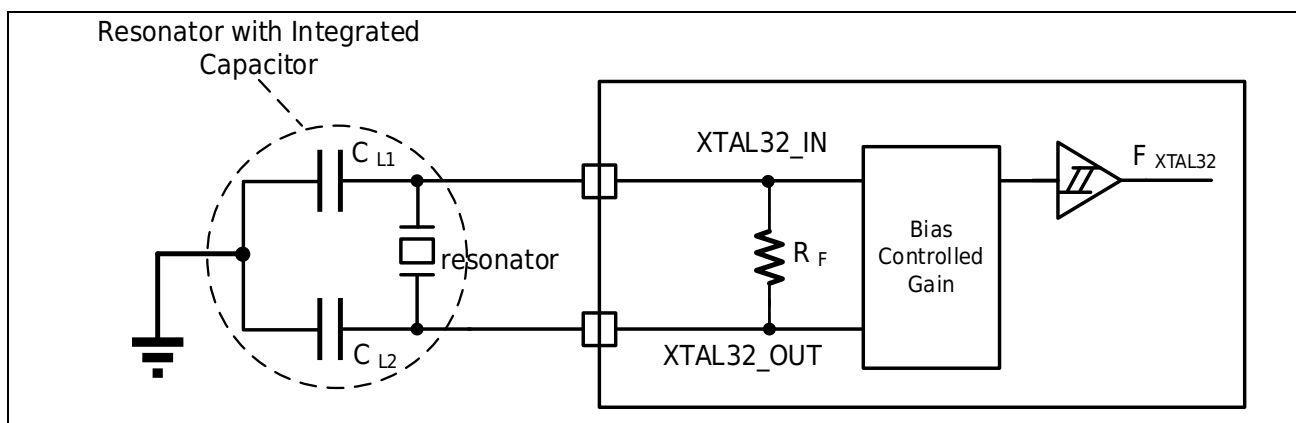 Resonator with Integrated
Capacitor
C L1
XTAL32_IN
F XTAL32
Bias
Controlled
Gain
resonator
R F
C L2
XTAL32_OUT